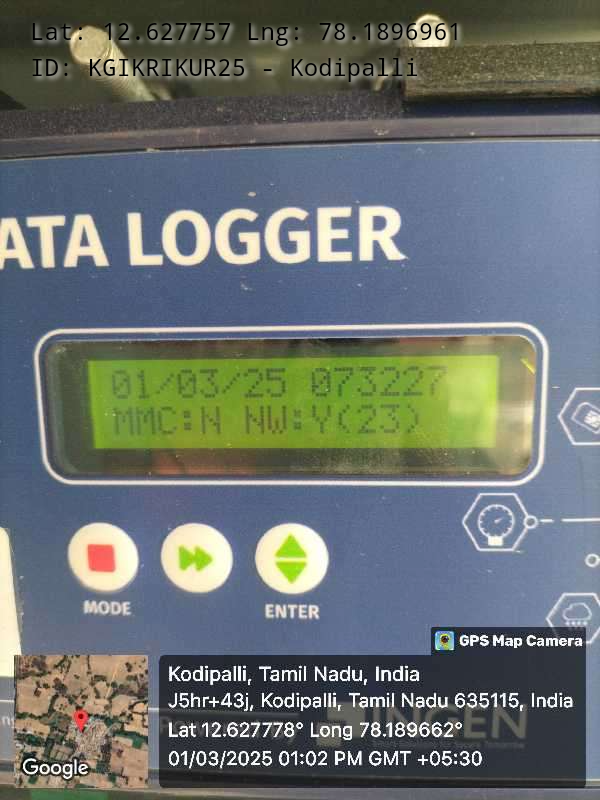 Lat: 12.627757 Lng: 78.1896961
ID: KGIKRIKUR25 - Kodipalli
ATA LOGGER
01/03/25 073227
MMC:N NW:Y(23)
MODE
ENTER
GPS Map Camera
Kodipalli, Tamil Nadu, India
J5hr+43j, Kodipalli, Tamil Nadu 635115, India
Lat 12.627778° Long 78.189662°
01/03/2025 01:02 PM GMT +05:30
Google